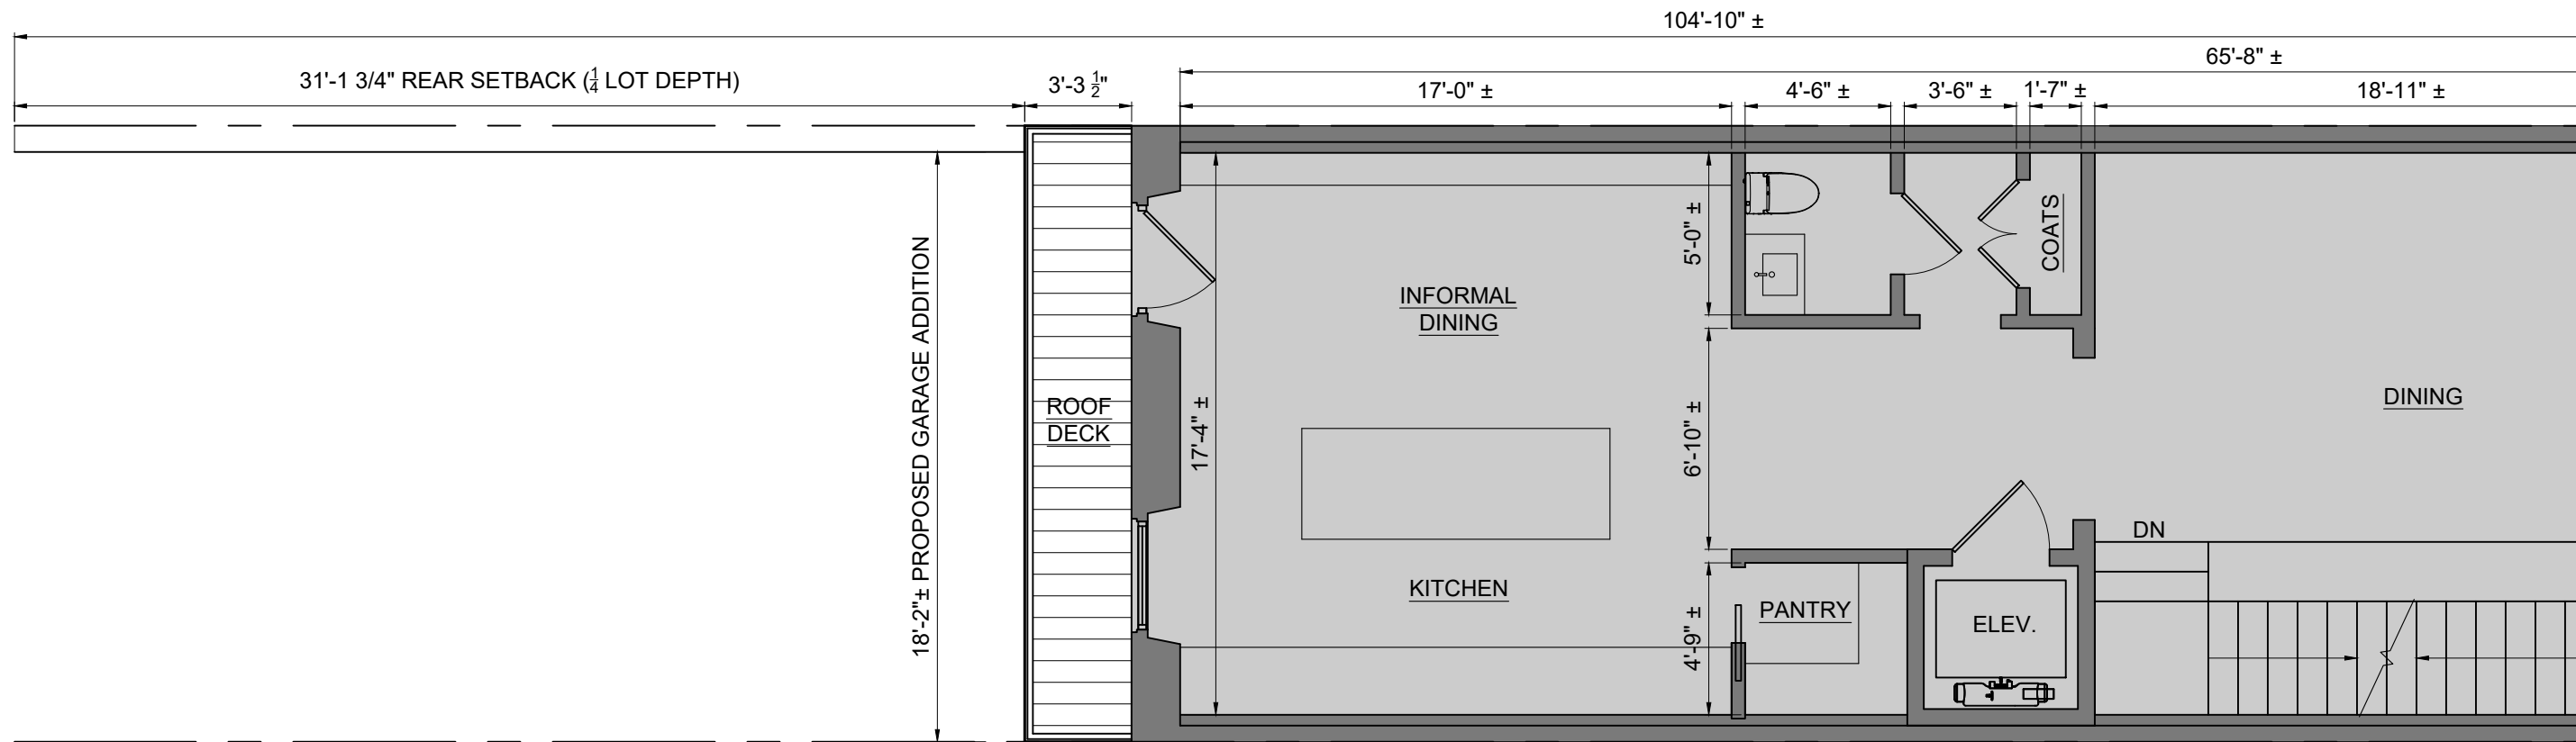 104'-10" ±
65'-8" ±
31'-1 3/4" REAR SETBACK (1/4 LOT DEPTH)
3'-3 1/2"
17'-0" ±
4'-6" ±
3'-6" ±
1'-7" ±
18'-11" ±
18'-2"± PROPOSED GARAGE ADDITION
ROOF
DECK
17'-4" ±
INFORMAL
DINING
KITCHEN
5'-0" ±
6'-10" ±
4'-9" ±
COATS
PANTRY
ELEV.
DINING
DN